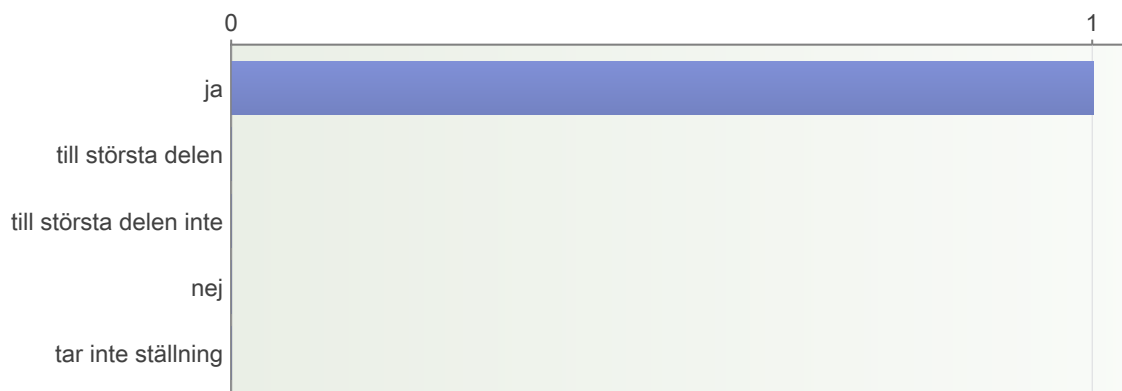 0 1
ja
till största delen
till största delen inte
nej
tar inte ställning